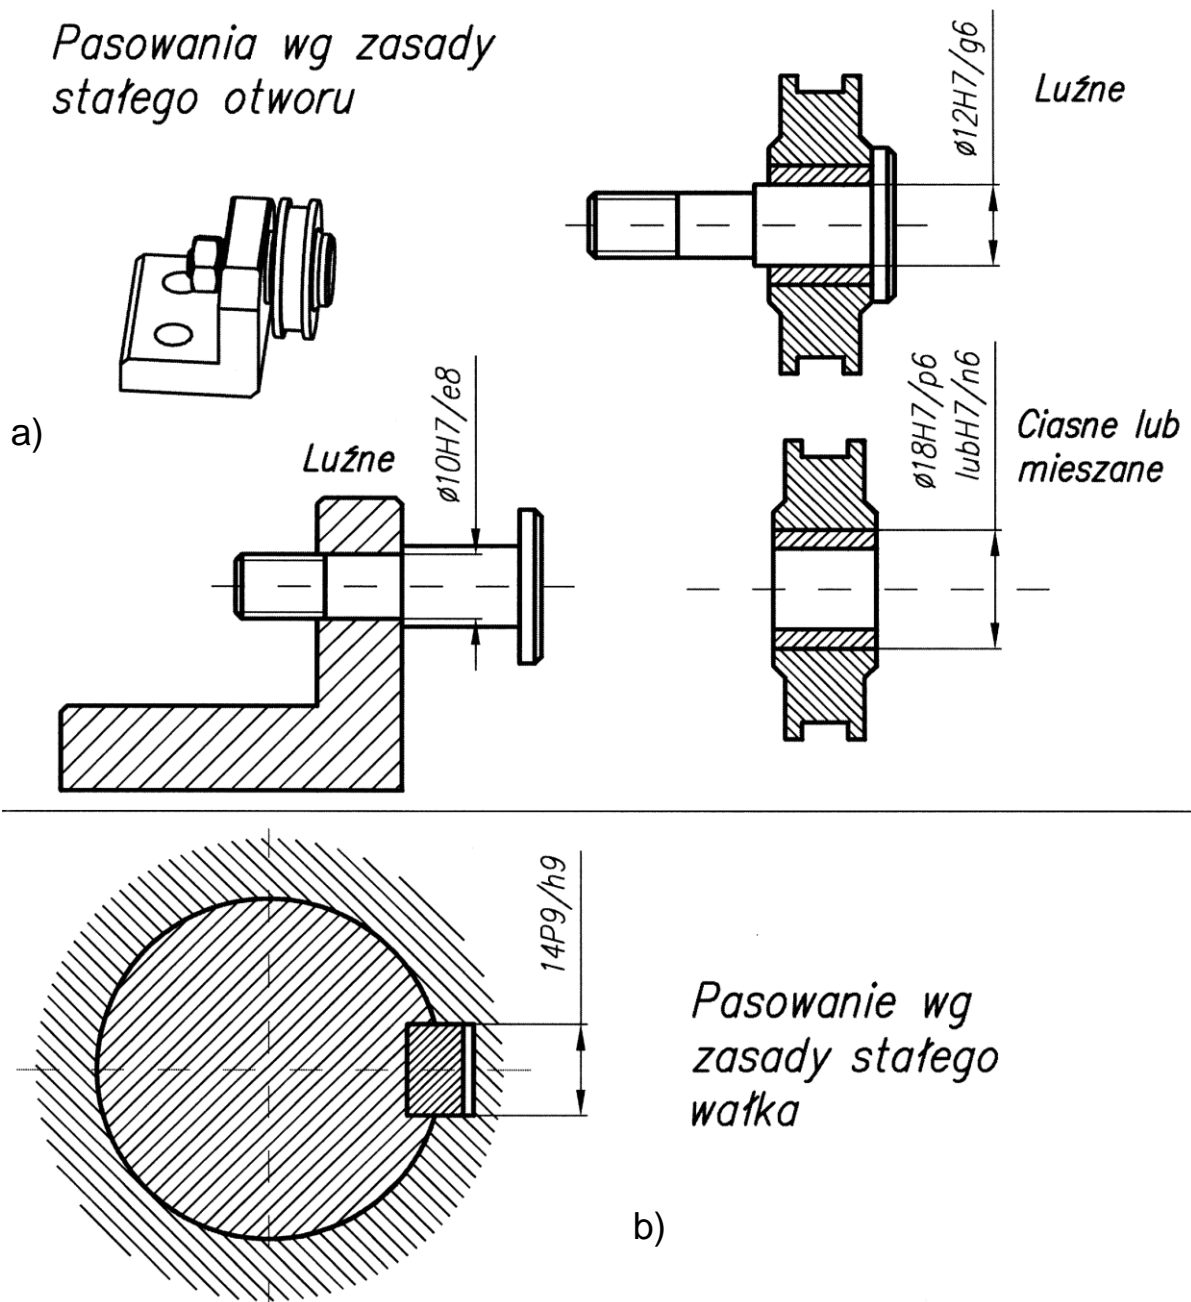 Pasowania wg zasady
stałego otworu
ø12H7/g6
Luźne
a)
Luźne
ø10H7/e8
ø18H7/p6
lubH7/n6
Ciasne lub
mieszane
14P9/h9
Pasowanie wg
zasady stałego
wałka
b)